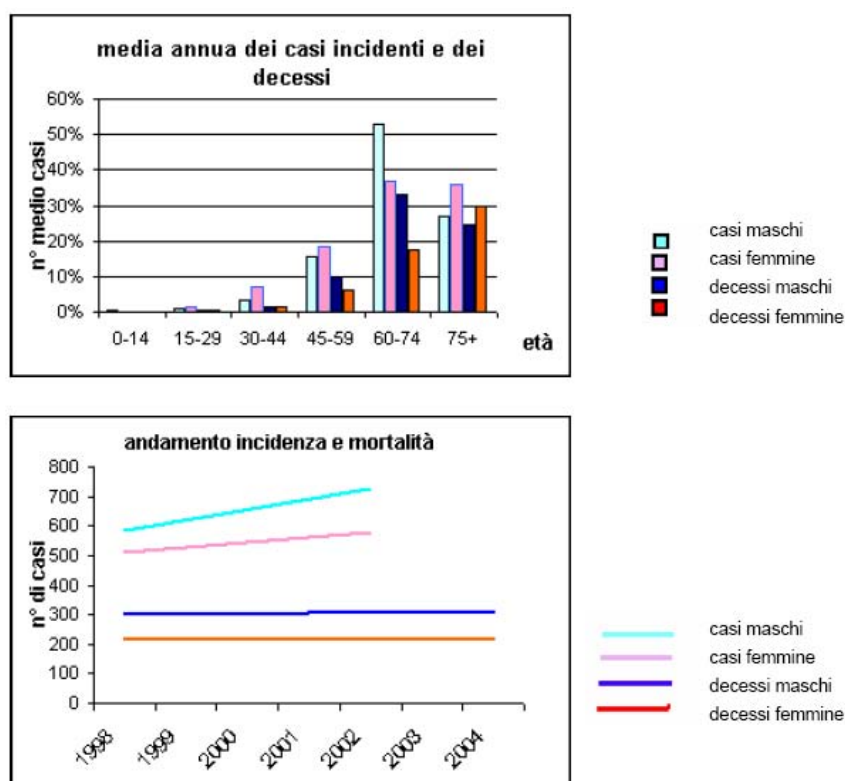 media annua dei casi incidenti e dei
decessi
60%
50%
40%
30%
20%
10%
0%
n° medio casi
0-14 15-29 30-44 45-59 60-74 75+
età
casi maschi
casi femmine
decessi maschi
decessi femmine
andamento incidenza e mortalità
800
700
600
500
400
300
200
100
0
n° di casi
1998 1999 2000 2001 2002 2003 2004
casi maschi
casi femmine
decessi maschi
decessi femmine